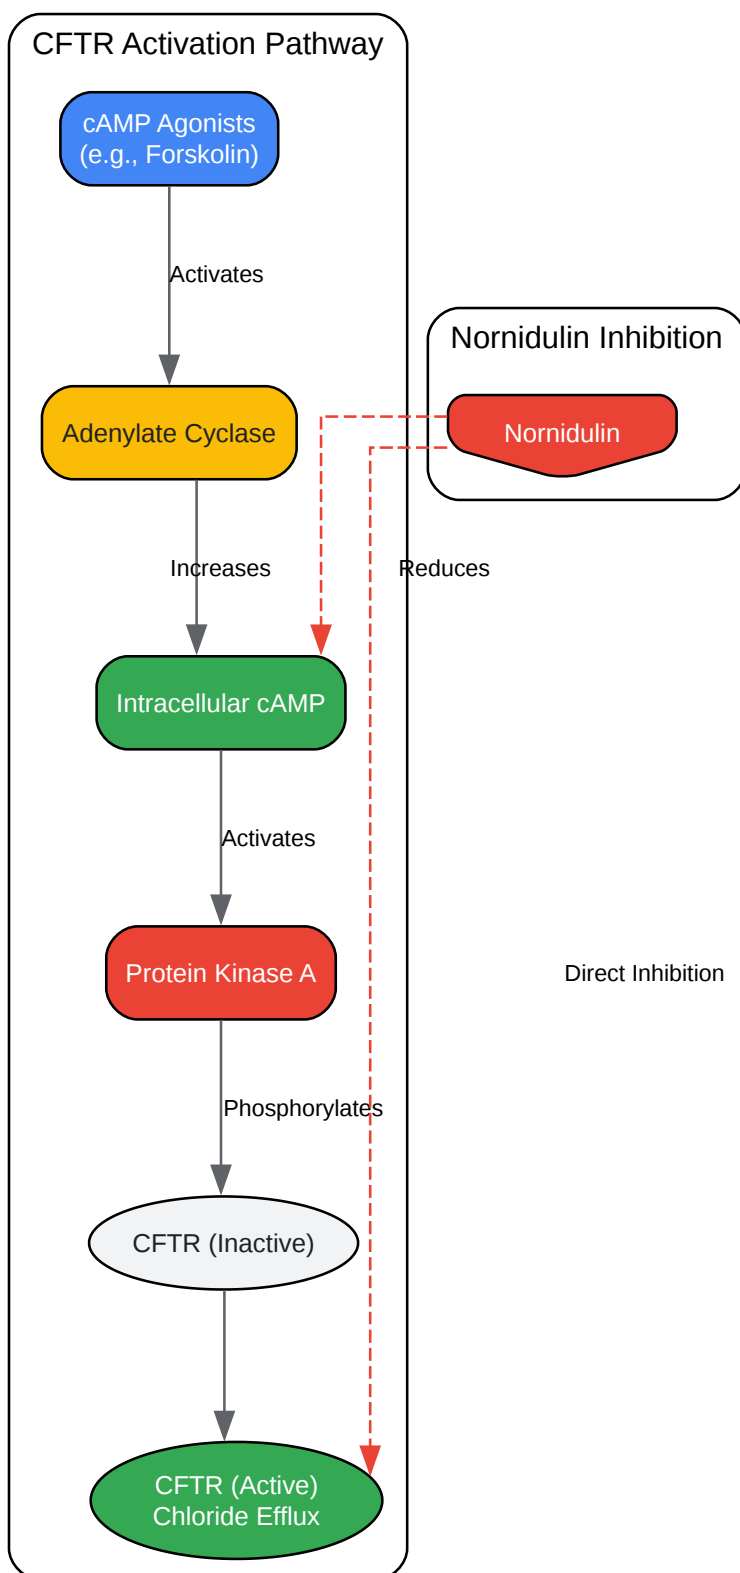 CFTR Activation Pathway
cAMP Agonists
(e.g., Forskolin)
Activates
Nornidulin Inhibition
Adenylate Cyclase
Nornidulin
Increases
Reduces
Intracellular cAMP
Activates
Protein Kinase A
Direct Inhibition
Phosphorylates
CFTR (Inactive)
CFTR (Active)
Chloride Efflux